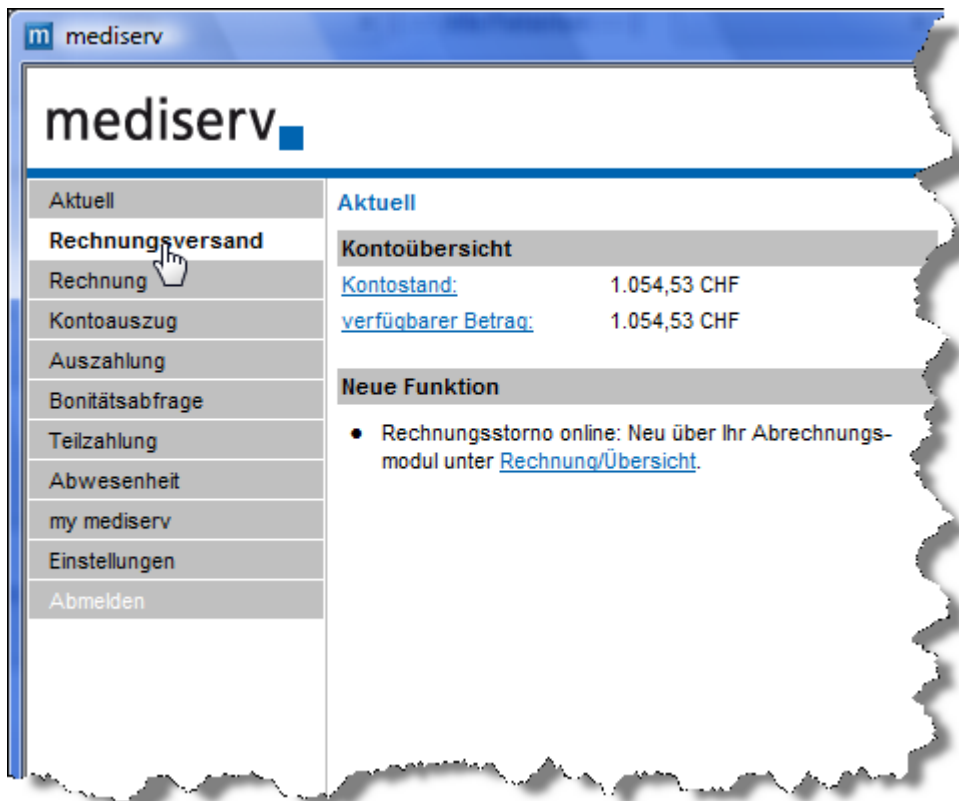 mediserv
mediserv
Aktuell
Rechnungsversand
Rechnung
Kontoauszug
Auszahlung
Bonitätsabfrage
Teilzahlung
Abwesenheit
my mediserv
Einstellungen
Abmelden
Aktuell
Kontoübersicht
Kontostand: 1.054,53 CHF
verfügbarer Betrag: 1.054,53 CHF
Neue Funktion
• Rechnungsstorno online: Neu über Ihr Abrechnungs-
modul unter Rechnung/Übersicht.